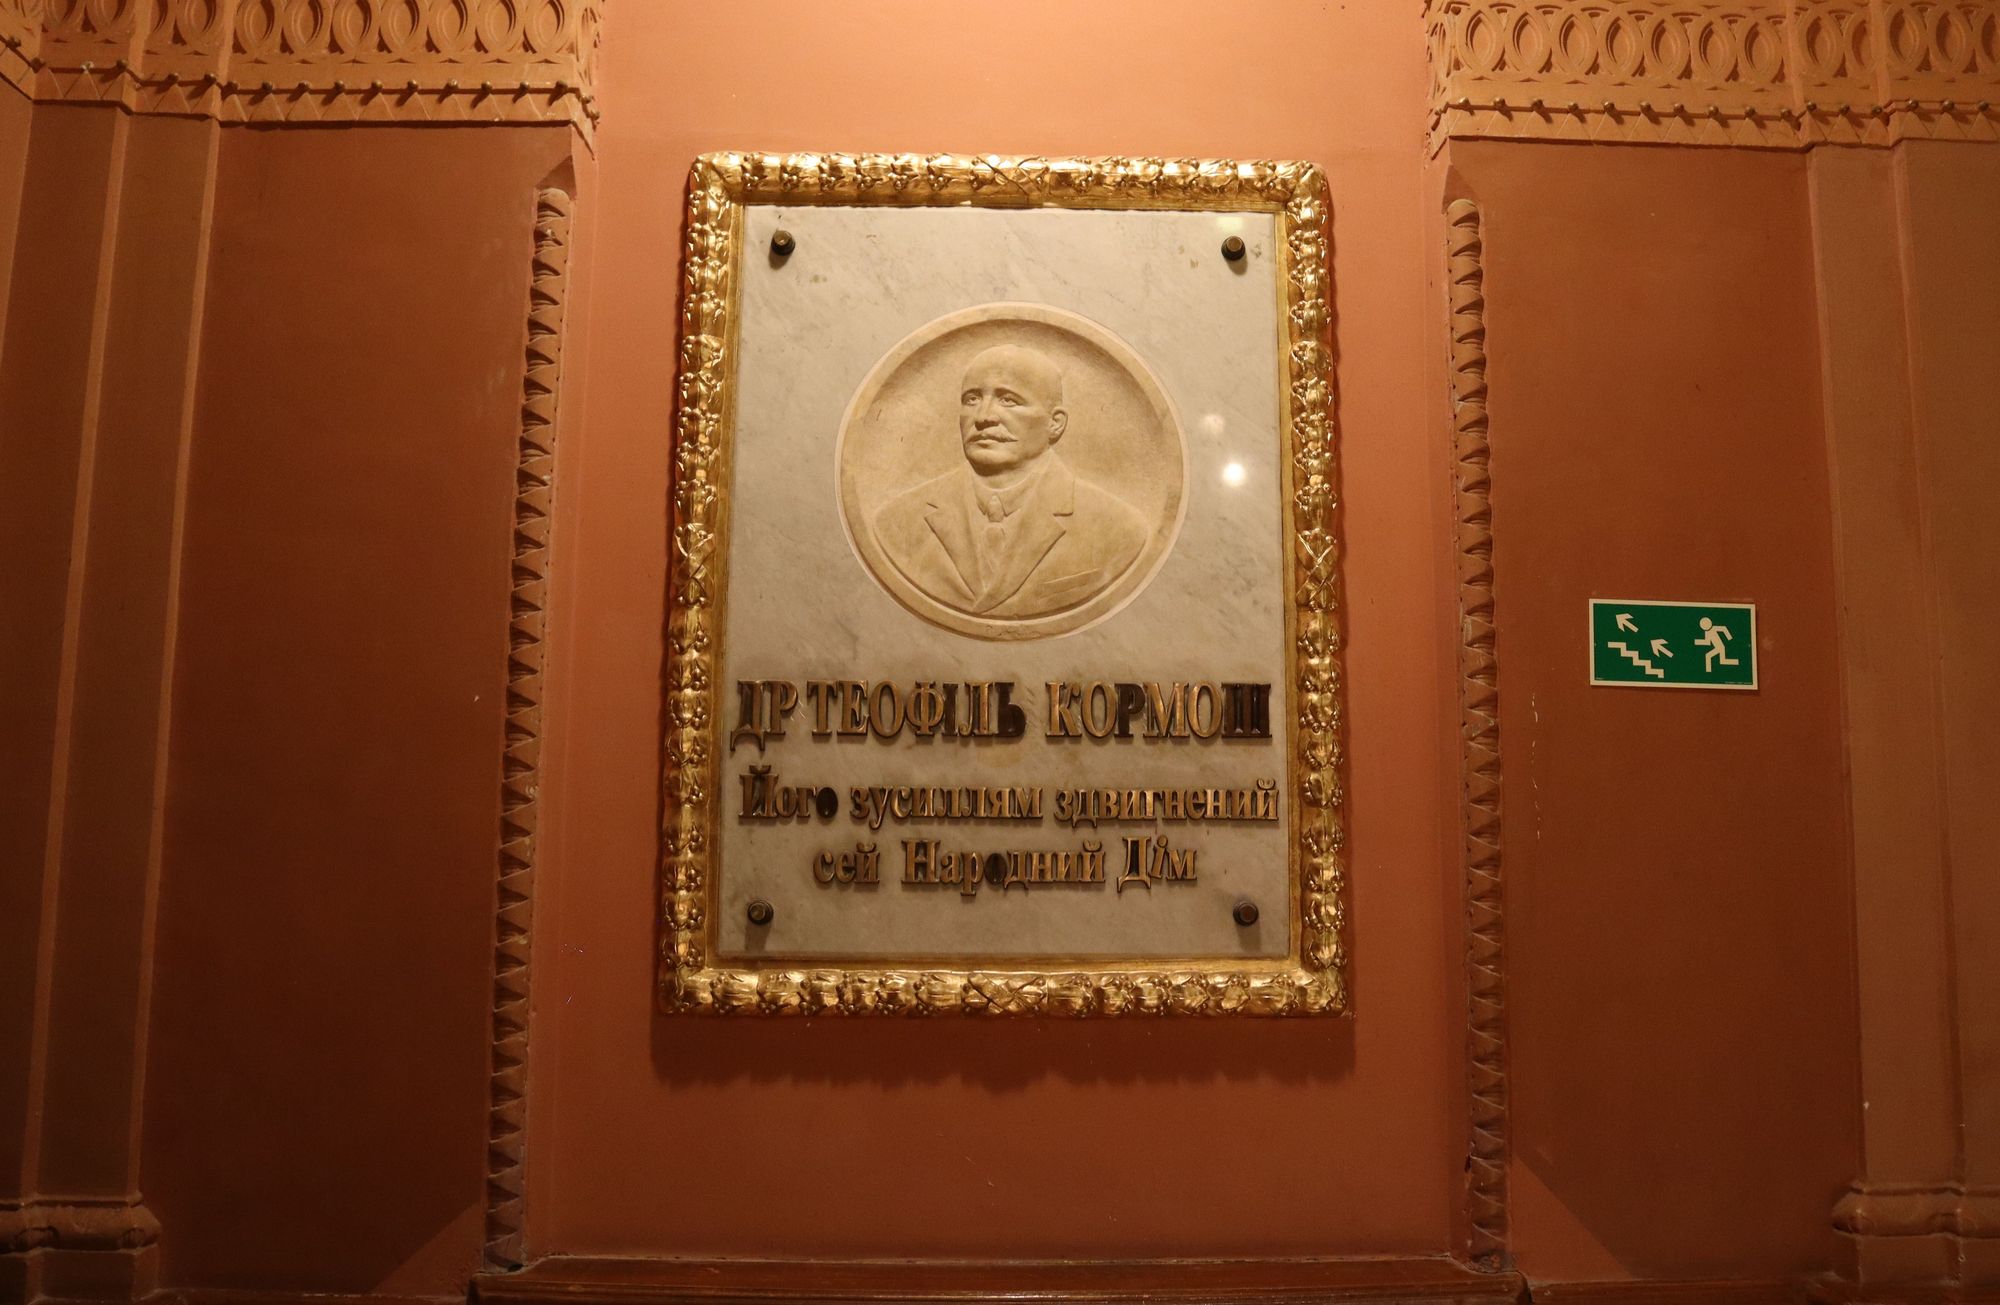 ДР ТЕОФІЛЬ КОРМОШ
Його зусиллям здвигнений
сей Народний Дім